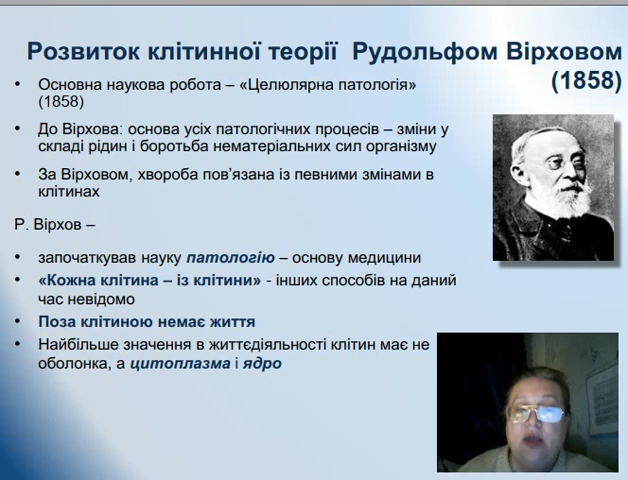 Розвиток клітинної теорії Рудольфом Вірховом
(1858)
• Основна наукова робота – «Целюлярна патологія»
(1858)
• До Вірхова: основа усіх патологічних процесів – зміни у
складі рідин і боротьба нематеріальних сил організму
• За Вірховом, хвороба пов’язана із певними змінами в
клітинах
Р. Вірхов –
• започаткував науку патологію – основу медицини
• «Кожна клітина – із клітини» - інших способів на даний
час невідомо
• Поза клітиною немає життя
• Найбільше значення в життєдіяльності клітин має не
оболонка, а цитоплазма і ядро